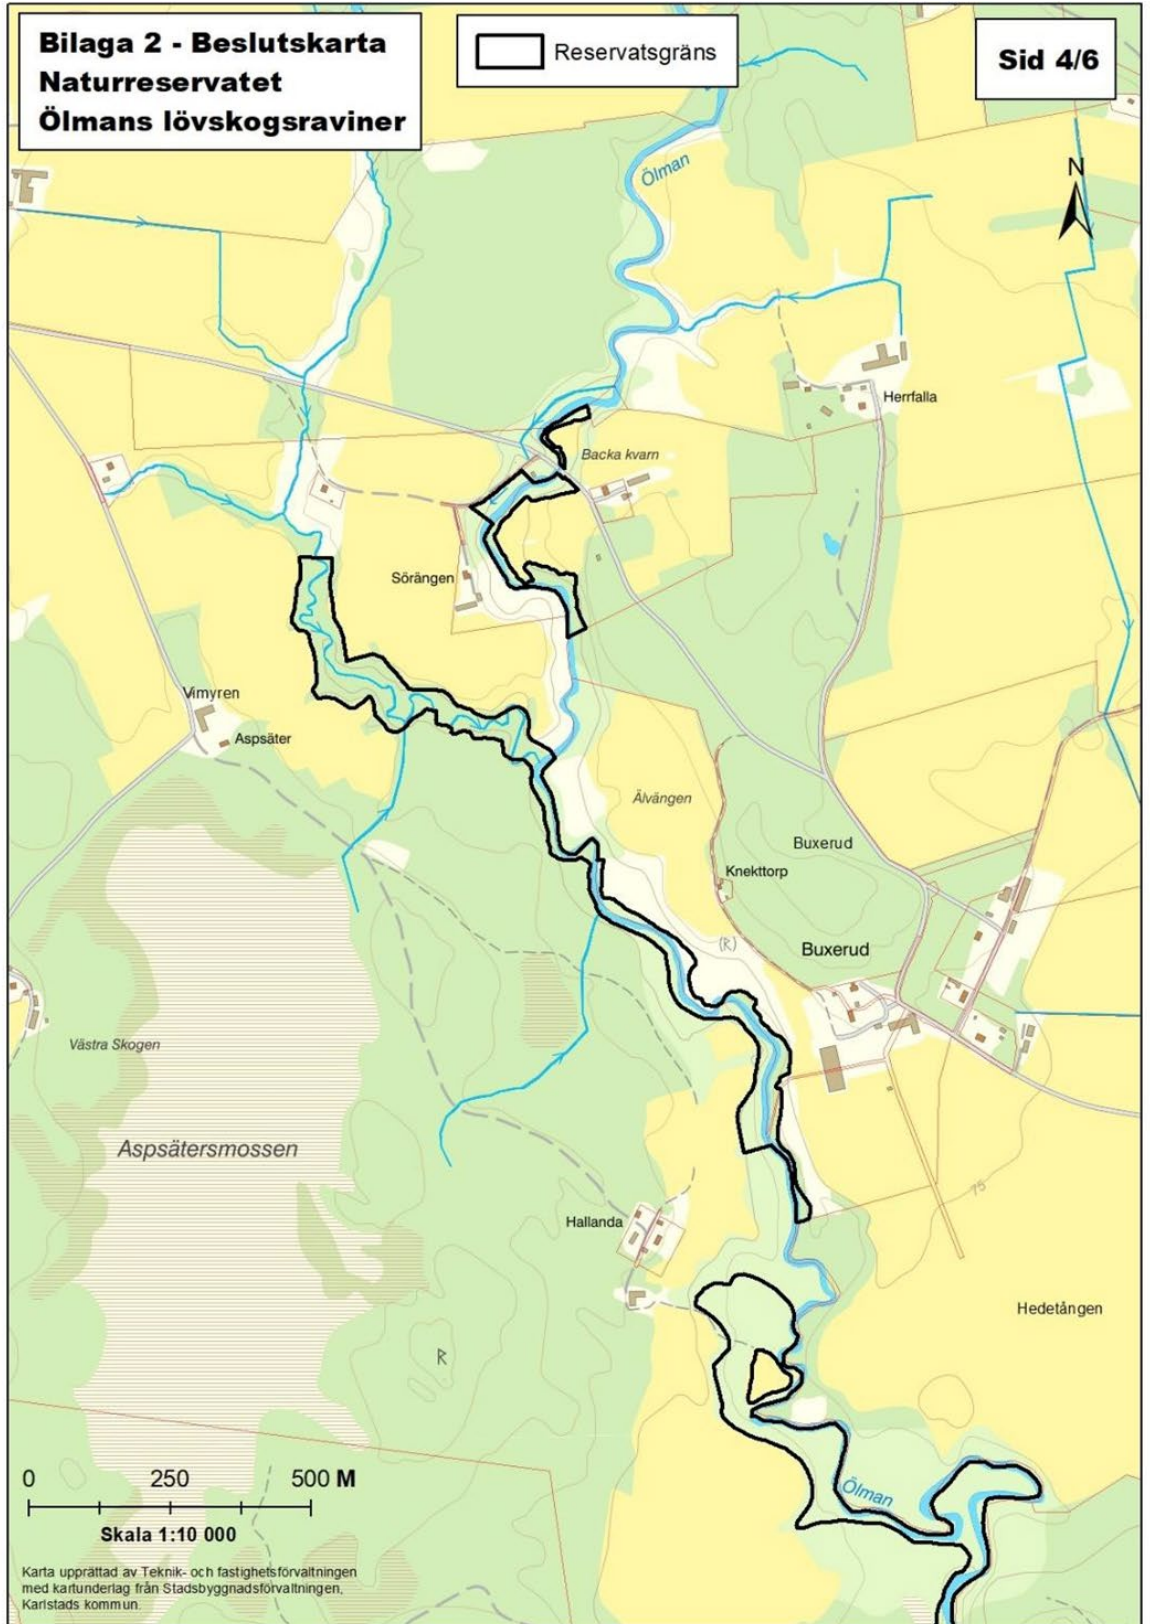 Bilaga 2 - Beslutskarta
Naturreservatet
Ölmans lövskogsraviner
Reservatsgräns
Sid 4/6
Ölman
N
Herrfalla
Backa kvarn
Sörängen
Vimyren
Aspsäter
Älvängen
Buxerud
Knekttorp
(R)
Buxerud
Västra Skogen
Aspsätersmossen
75
Hallanda
Hedetången
R
0 250 500 M
Ölman
Skala 1:10 000
Karta upprättad av Teknik- och fastighetsförvaltningen
med kartunderlag från Stadsbyggnadsförvaltningen,
Karlstads kommun.